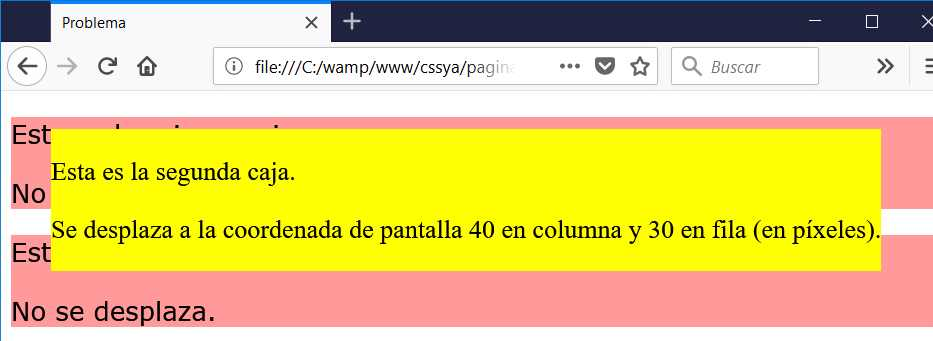 Problema
file:///C:/wamp/www/cssya/pagin
Buscar
Est
Esta es la segunda caja.
No
Se desplaza a la coordenada de pantalla 40 en columna y 30 en fila (en píxeles).
Est
No se desplaza.